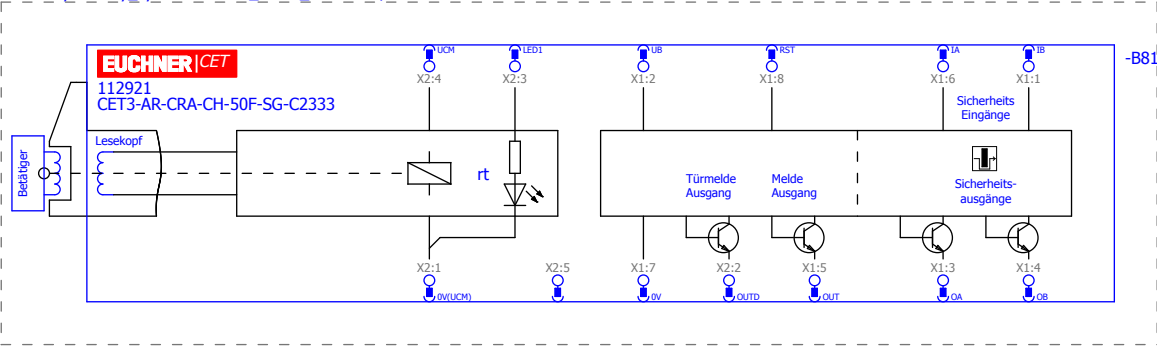 UCM LED1 UB RST IA IB
-B81
EUCHNER CET
X2:4 X2:3 X1:2 X1:8 X1:6 X1:1
112921
CET3-AR-CRA-CH-50F-SG-C2333
Sicherheits
Eingänge
Lesekopf
Betätiger
rt
Türmelde
Ausgang
Melde
Ausgang
Sicherheits-
ausgänge
X2:1 X2:5 X1:7 X2:2 X1:5 X1:3 X1:4
0V(UCM) 0V OUTD OUT OA OB